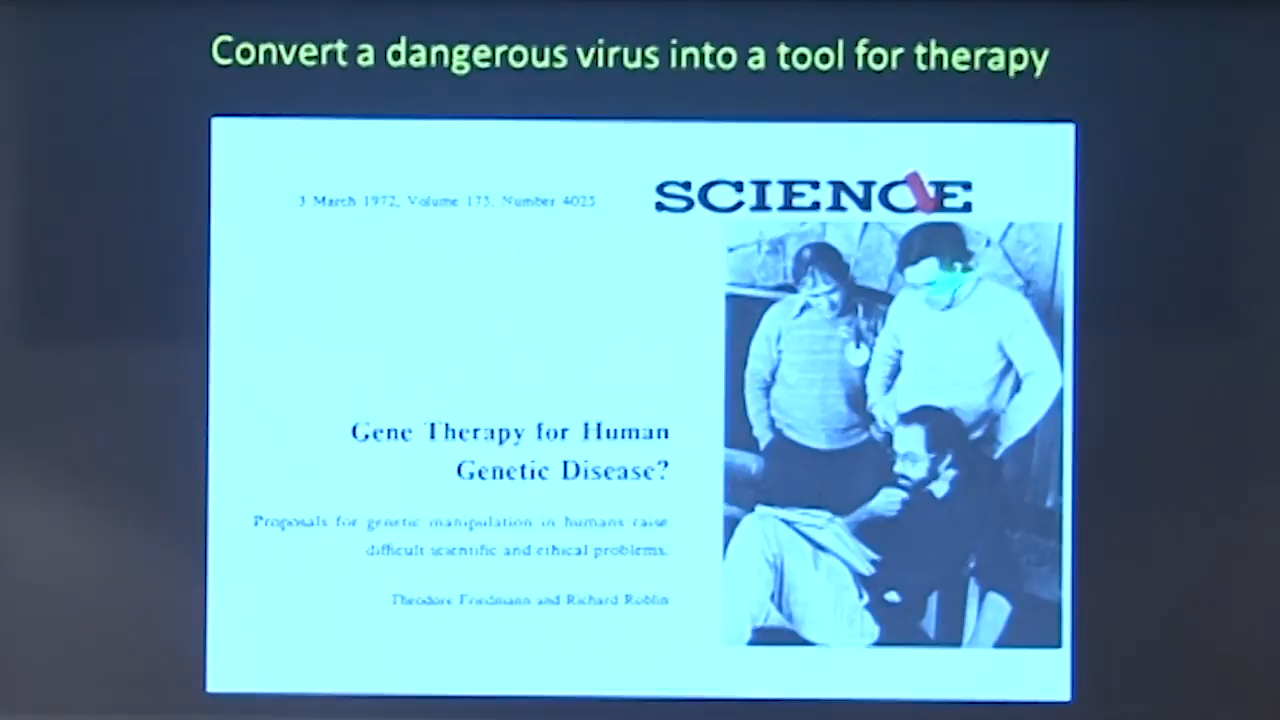 Convert a dangerous virus into a tool for therapy
3 March 1972, Volume 175, Number 4025
SCIENCE
Gene Therapy for Human
Genetic Disease?
Proposals for genetic manipulation in humans raise
difficult scientific and ethical problems.
Theodore Friedmann and Richard Roblin